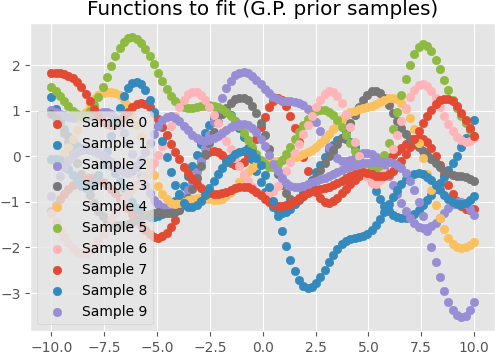 Functions to fit (G.P. prior samples)
2
1
0
−1
−2
−3
Sample 0
Sample 1
Sample 2
Sample 3
Sample 4
Sample 5
Sample 6
Sample 7
Sample 8
Sample 9
−10.0 −7.5 −5.0 −2.5 0.0 2.5 5.0 7.5 10.0